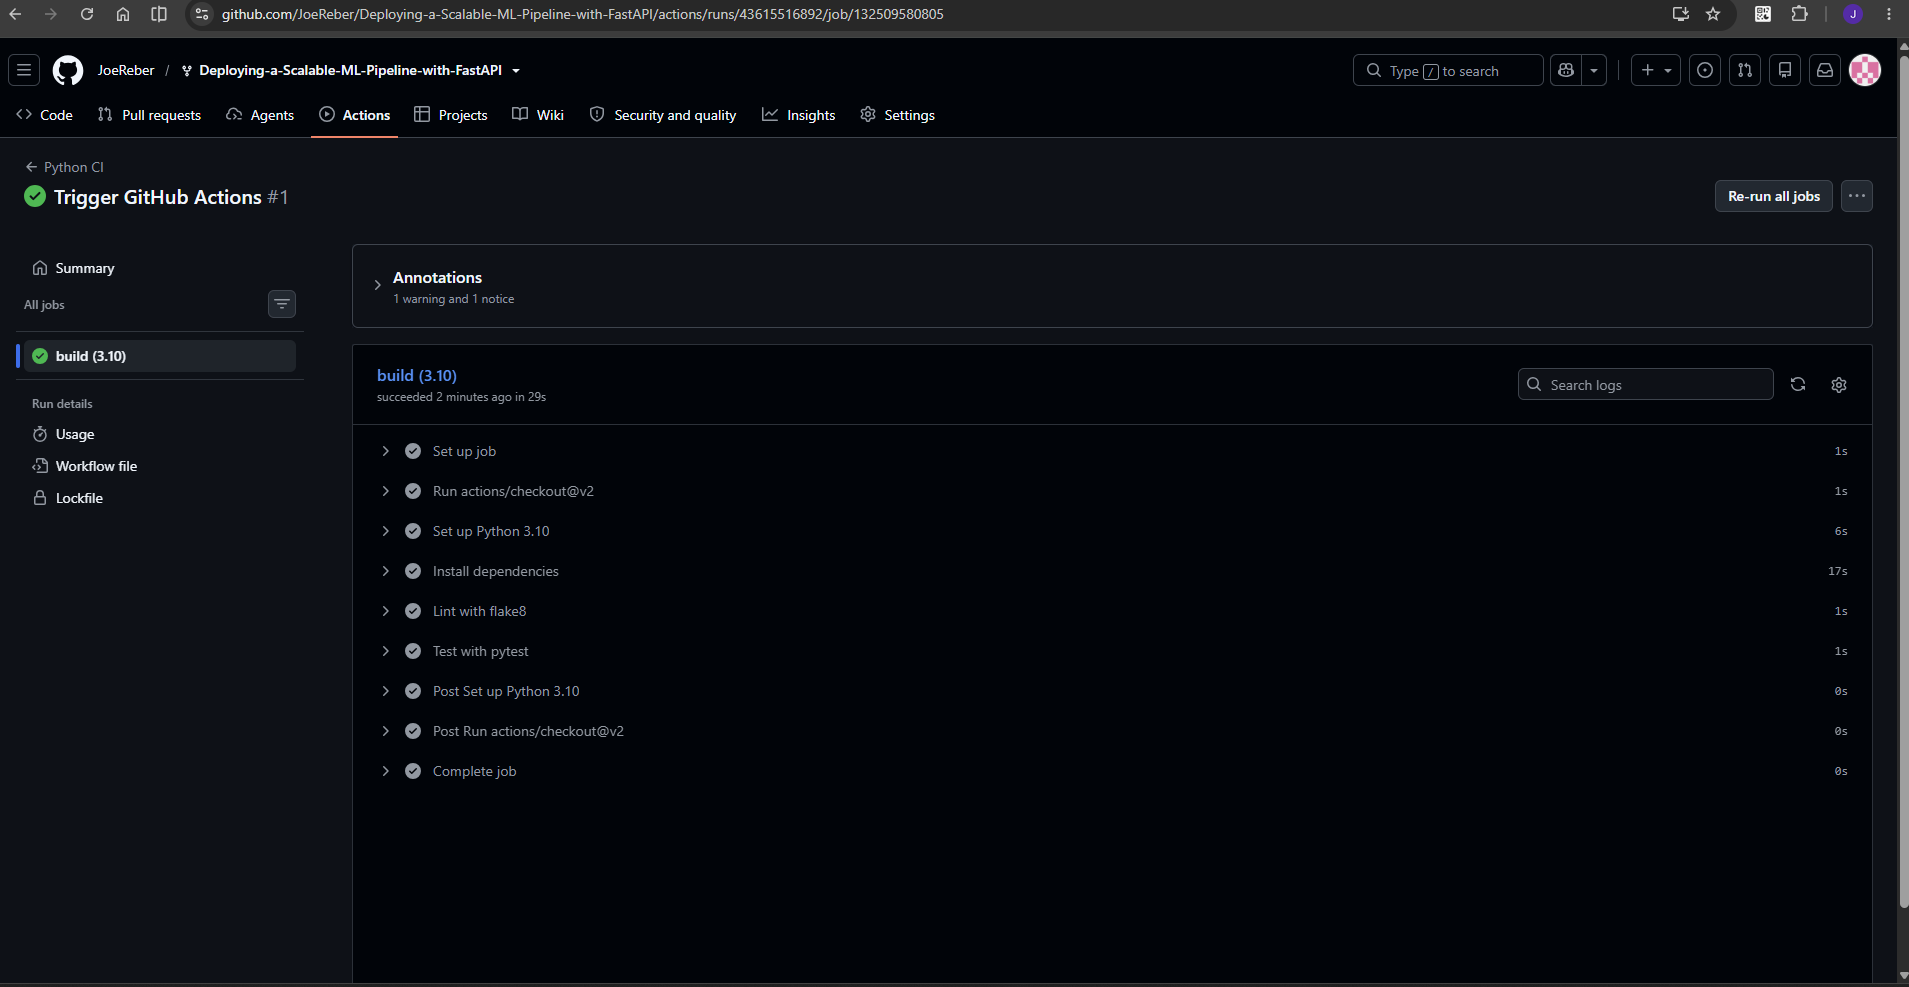 github.com/JoeReber/Deploying-a-Scalable-ML-Pipeline-with-FastAPI/actions/runs/43615516892/job/132509580805
J
JoeReber / Deploying-a-Scalable-ML-Pipeline-with-FastAPI
Type / to search
Code Pull requests Agents Actions Projects Wiki Security and quality Insights Settings
Python CI
Trigger GitHub Actions #1
Re-run all jobs
Summary
All jobs
build (3.10)
Run details
Usage
Workflow file
Lockfile
Annotations
1 warning and 1 notice
build (3.10)
succeeded 2 minutes ago in 29s
Search logs
Set up job 1s
Run actions/checkout@v2 1s
Set up Python 3.10 6s
Install dependencies 17s
Lint with flake8 1s
Test with pytest 1s
Post Set up Python 3.10 0s
Post Run actions/checkout@v2 0s
Complete job 0s